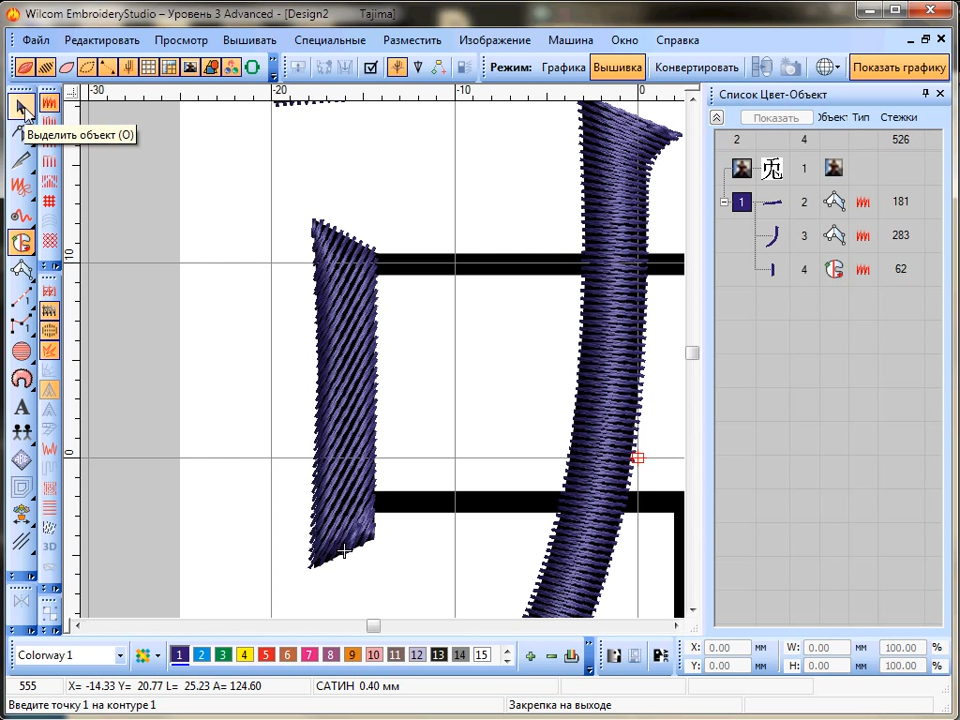 Wilcom EmbroideryStudio – Уровень 3 Advanced - [Design2 Tajima]
Файл Редактировать Просмотр Вышивать Специальные Разместить Изображение Машина Окно Справка
Режим: Графика Вышивка Конвертировать Показать графику
-30 -20 -10 0
Список Цвет-Объект
Показать Объект Тип Стежки
Выделить объект (O)
2 4 526
兎 1
1 2 181
3 283
4 62
10
0
A
3D
Colorway 1 1 2 3 4 5 6 7 8 9 10 11 12 13 14 15
X: 0.00 мм W: 0.00 мм 100.00 %
Y: 0.00 мм H: 0.00 мм 100.00 %
555 X= -14.33 Y= 20.77 L= 25.23 A= 124.60 САТИН 0.40 мм
Введите точку 1 на контуре 1 Закрепка на выходе